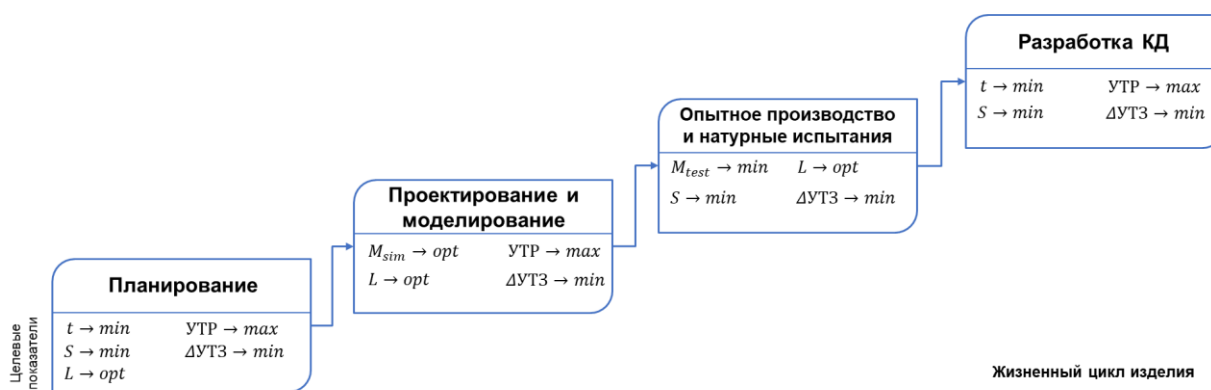 Разработка КД
t → min УТР → max
S → min ΔУТЗ → min
Опытное производство
и натурные испытания
M_test → min L → opt
S → min ΔУТЗ → min
Проектирование и
моделирование
M_sim → opt УТР → max
L → opt ΔУТЗ → min
Планирование
t → min УТР → max
S → min ΔУТЗ → min
L → opt
Целевые
показатели
Жизненный цикл изделия